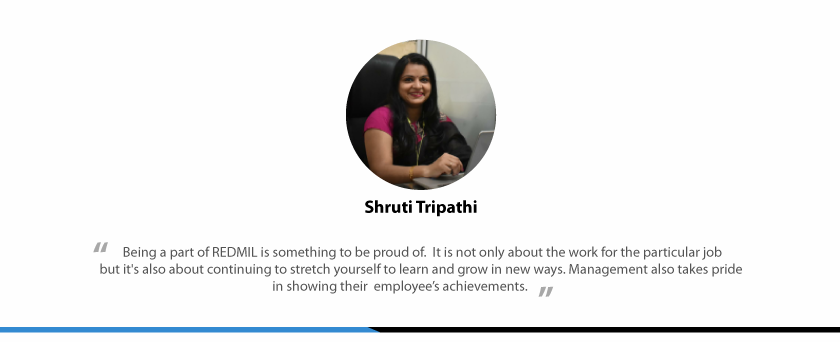 Shruti Tripathi
“ Being a part of REDMIL is something to be proud of.  It is not only about the work for the particular job
but it's also about continuing to stretch yourself to learn and grow in new ways. Management also takes pride
in showing their  employee’s achievements. ”